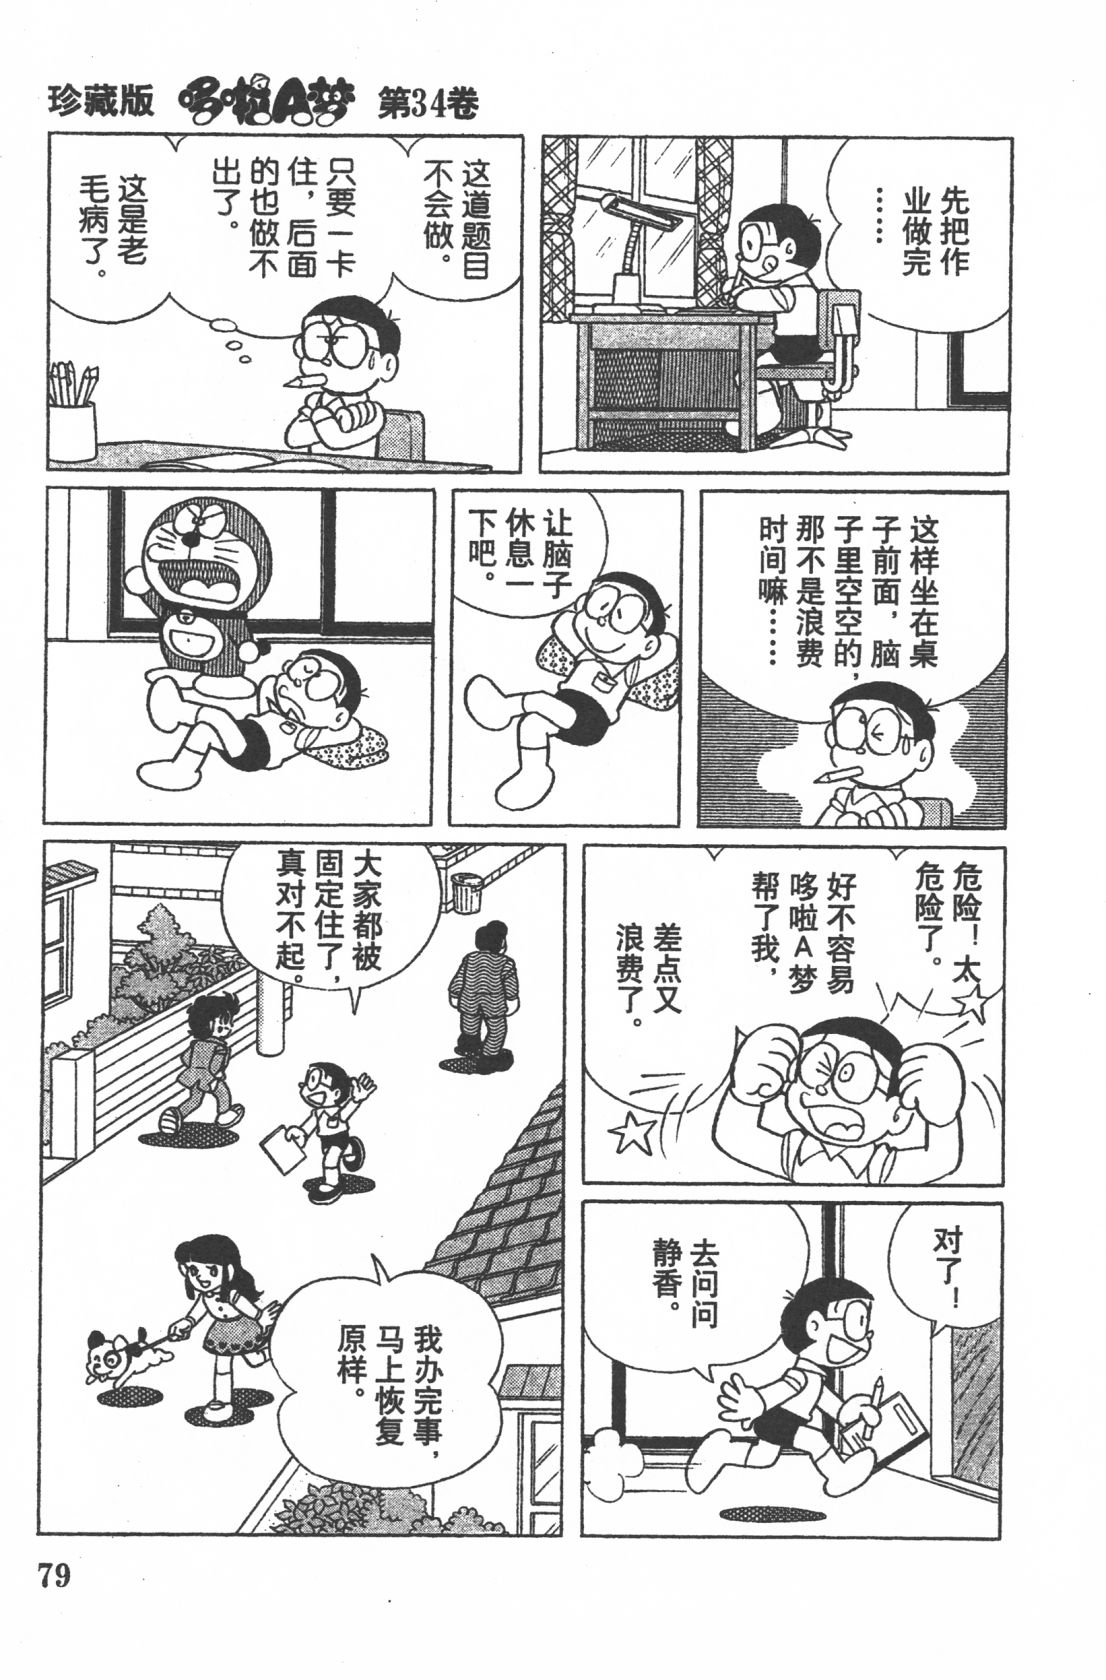 珍藏版 哆啦A梦 第34卷
先把作
业做完
……
这道题目
不会做。
只要一卡
住，后面
的也做不
出了。
这是老
毛病了。
这样坐在桌
子前面，脑
子里空空的，
那不是浪费
时间嘛……
让脑子
休息一
下吧。
危险！太
危险了。
好不容易
哆啦A梦
帮了我，
差点又
浪费了。
对了！
去问问
静香。
大家都被
固定住了，
真对不起。
我办完事，
马上恢复
原样。
79